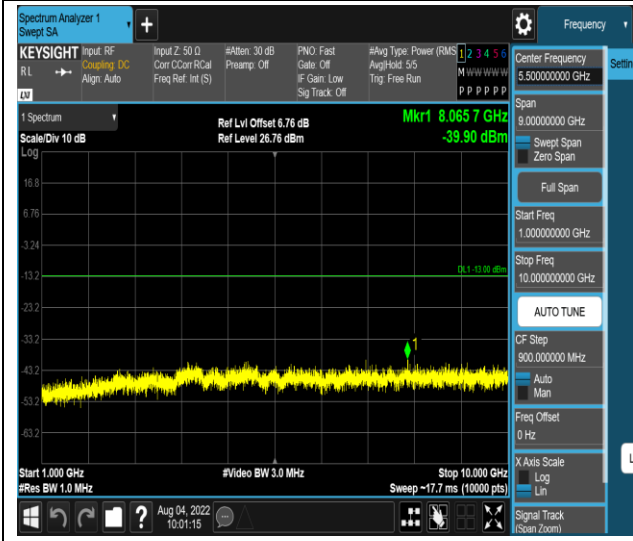 Spectrum Analyzer 1
Swept SA
+
Frequency
KEYSIGHT
RL
LXI
Input: RF
Coupling: DC
Align: Auto
Input Z: 50 Ω
Corr CCorr RCal
Freq Ref: Int (S)
#Atten: 30 dB
Preamp: Off
PNO: Fast
Gate: Off
IF Gain: Low
Sig Track: Off
#Avg Type: Power (RMS
Avg|Hold: 5/5
Trig: Free Run
1 2 3 4 5 6
M W W W W W
P P P P P P
1 Spectrum
Scale/Div 10 dB
Log
Ref Lvl Offset 6.76 dB
Ref Level 26.76 dBm
Mkr1 8.065 7 GHz
-39.90 dBm
16.8
6.76
-3.24
-13.2
-23.2
-33.2
-43.2
-53.2
-63.2
DL1 -13.00 dBm
1
Start 1.000 GHz
#Res BW 1.0 MHz
#Video BW 3.0 MHz
Stop 10.000 GHz
Sweep ~17.7 ms (10000 pts)
Center Frequency
5.500000000 GHz
Settin
Span
9.00000000 GHz
Swept Span
Zero Span
Full Span
Start Freq
1.000000000 GHz
Stop Freq
10.000000000 GHz
AUTO TUNE
CF Step
900.000000 MHz
Auto
Man
Freq Offset
0 Hz
X Axis Scale
Log
Lin
L
Signal Track
(Span Zoom)
?
Aug 04, 2022
10:01:15